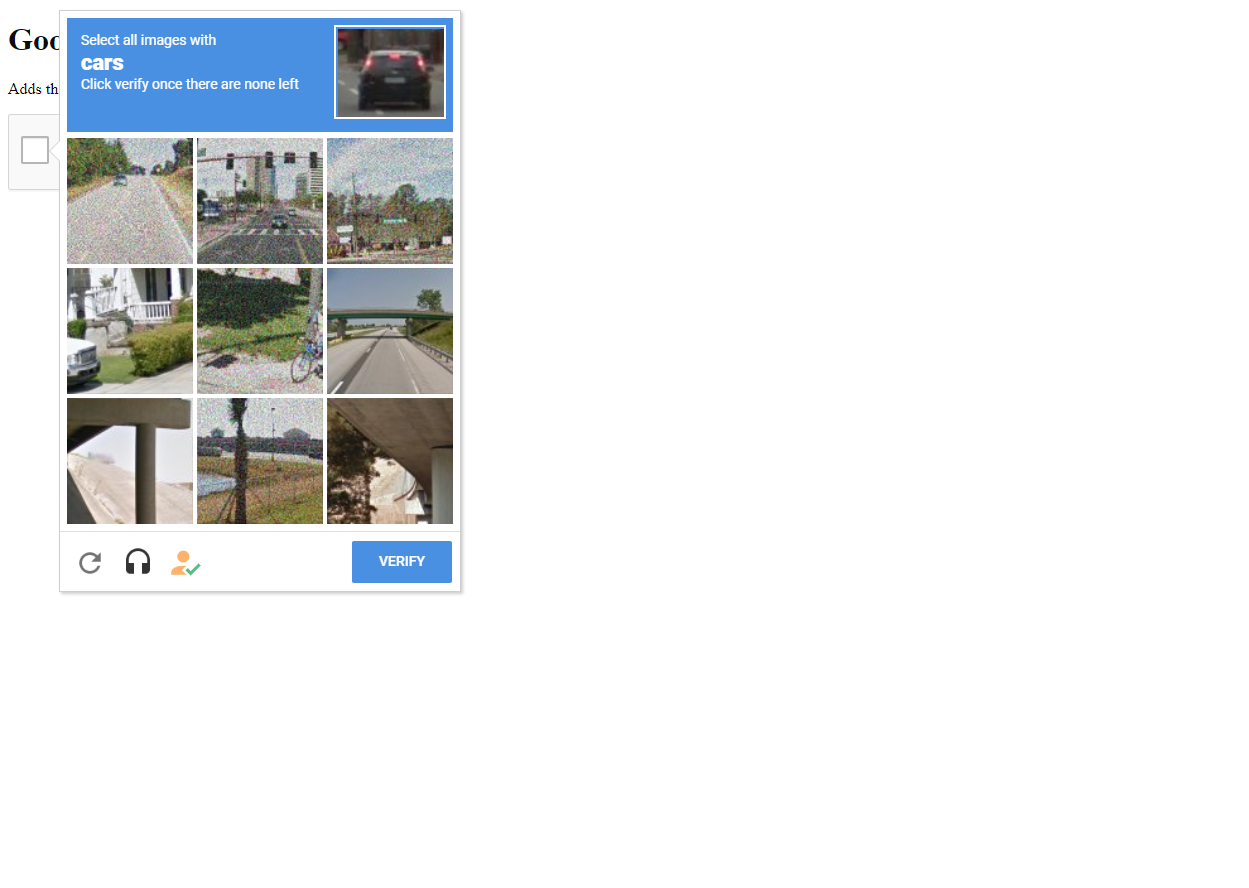 Goo
Adds th
Select all images with
cars
Click verify once there are none left
VERIFY